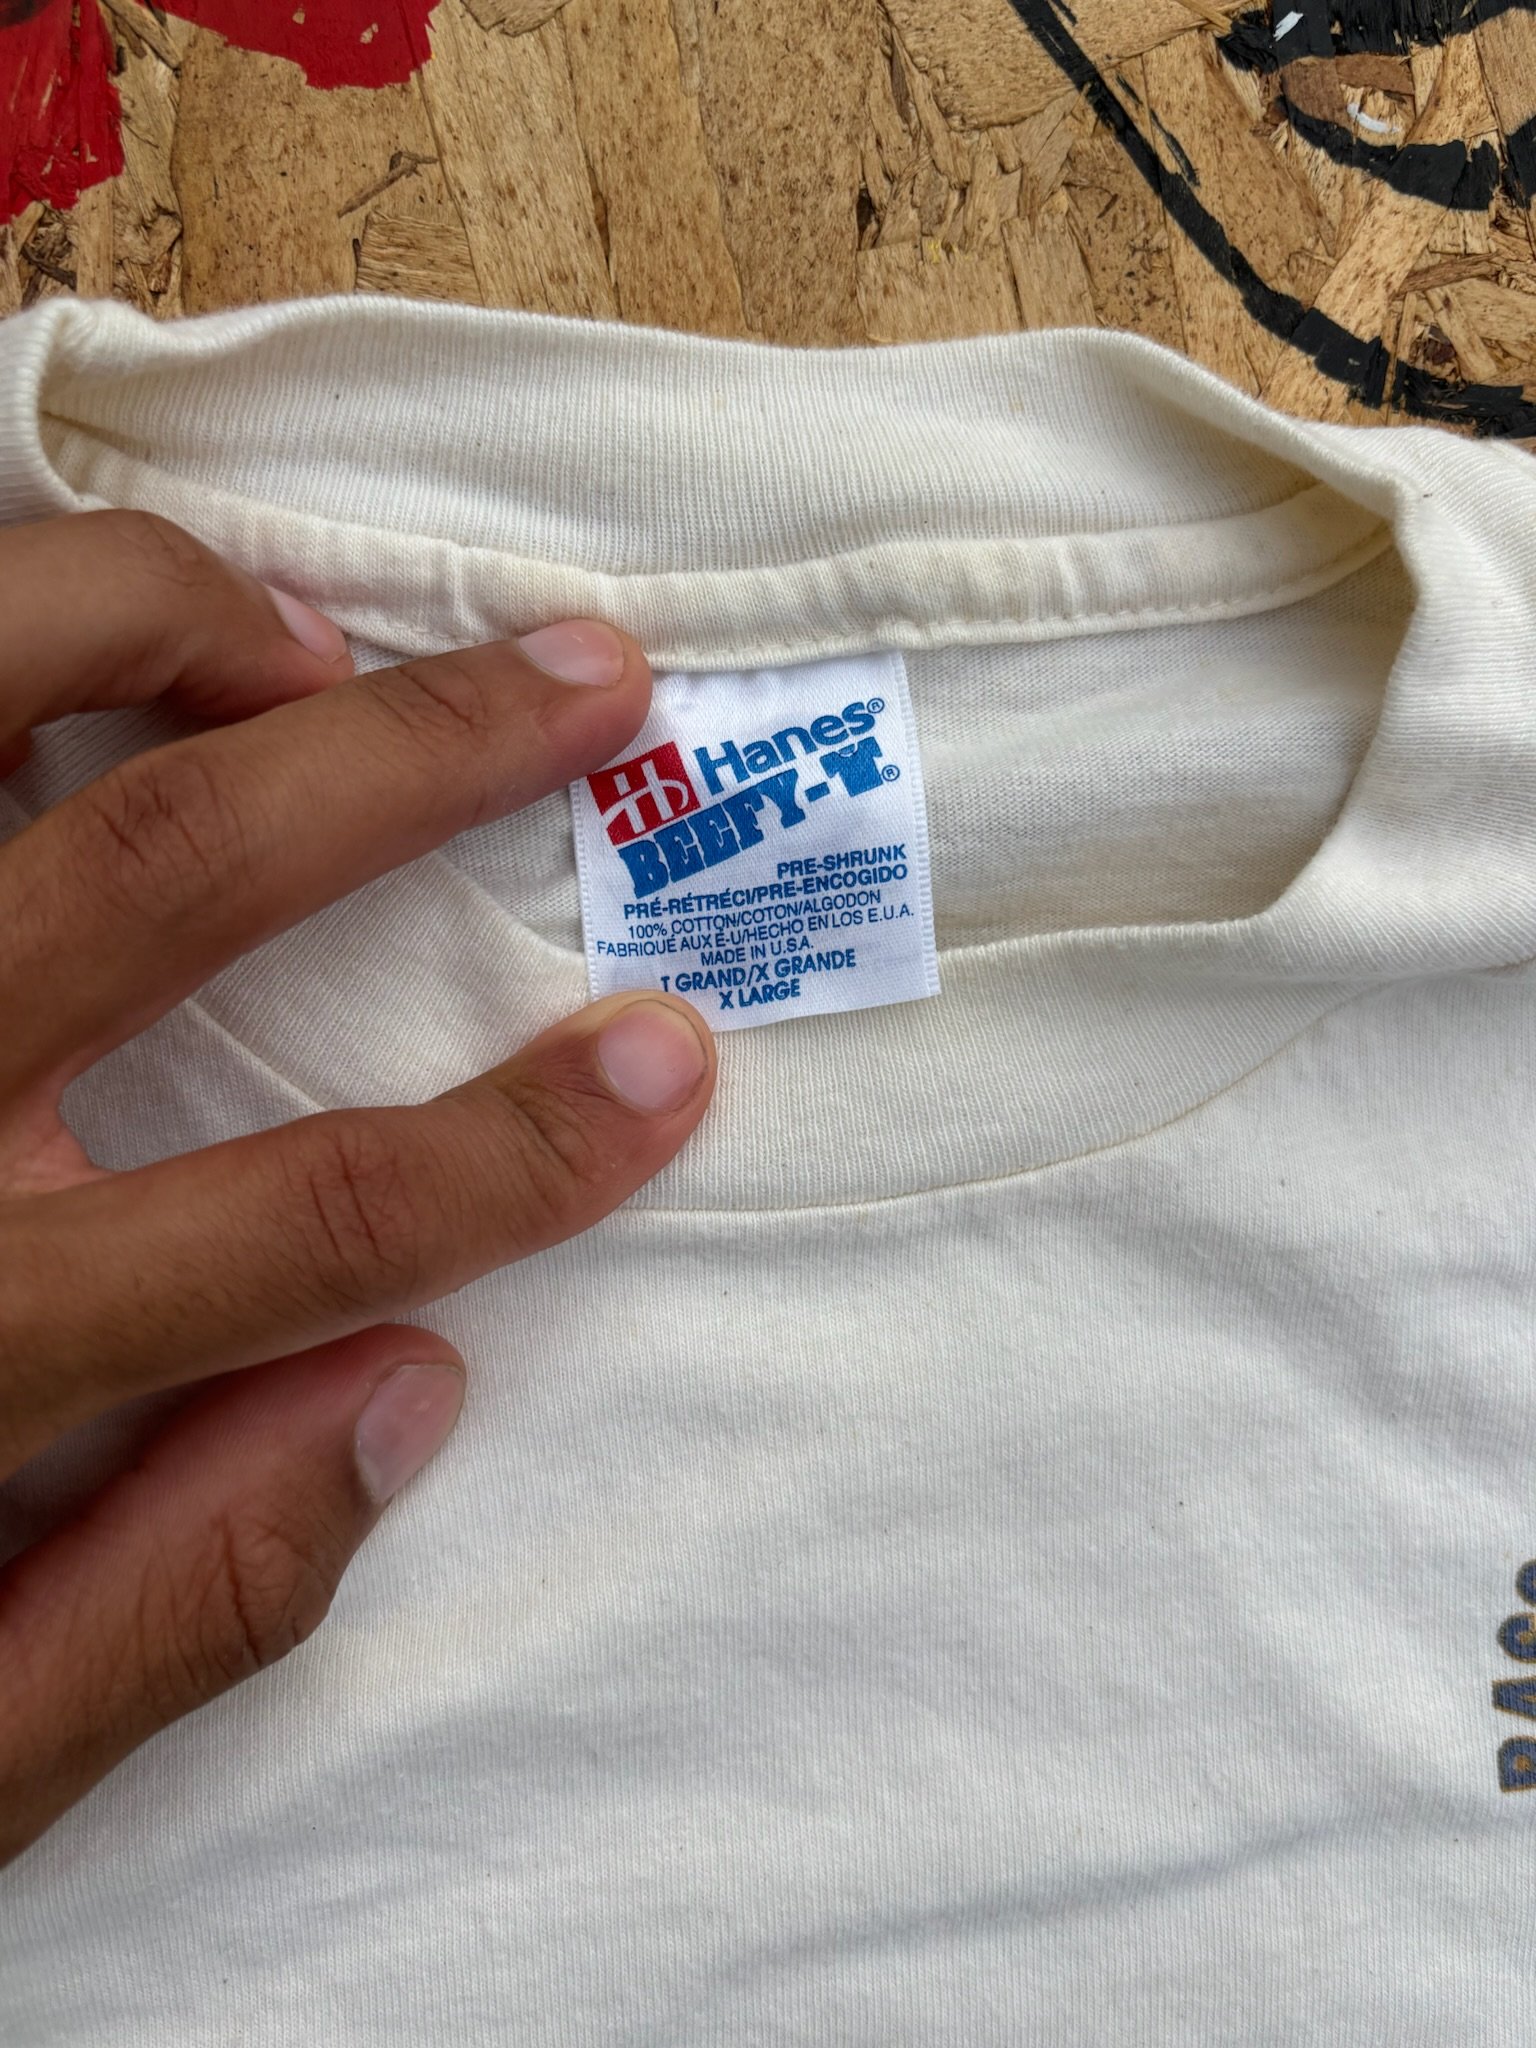 Hanes®
BEEFY-T®
PRE-SHRUNK
PRÉ-RÉTRÉCI/PRE-ENCOGIDO
100% COTTON/COTON/ALGODON
FABRIQUÉ AUX É-U/HECHO EN LOS E.U.A.
MADE IN U.S.A.
T GRAND/X GRANDE
X LARGE